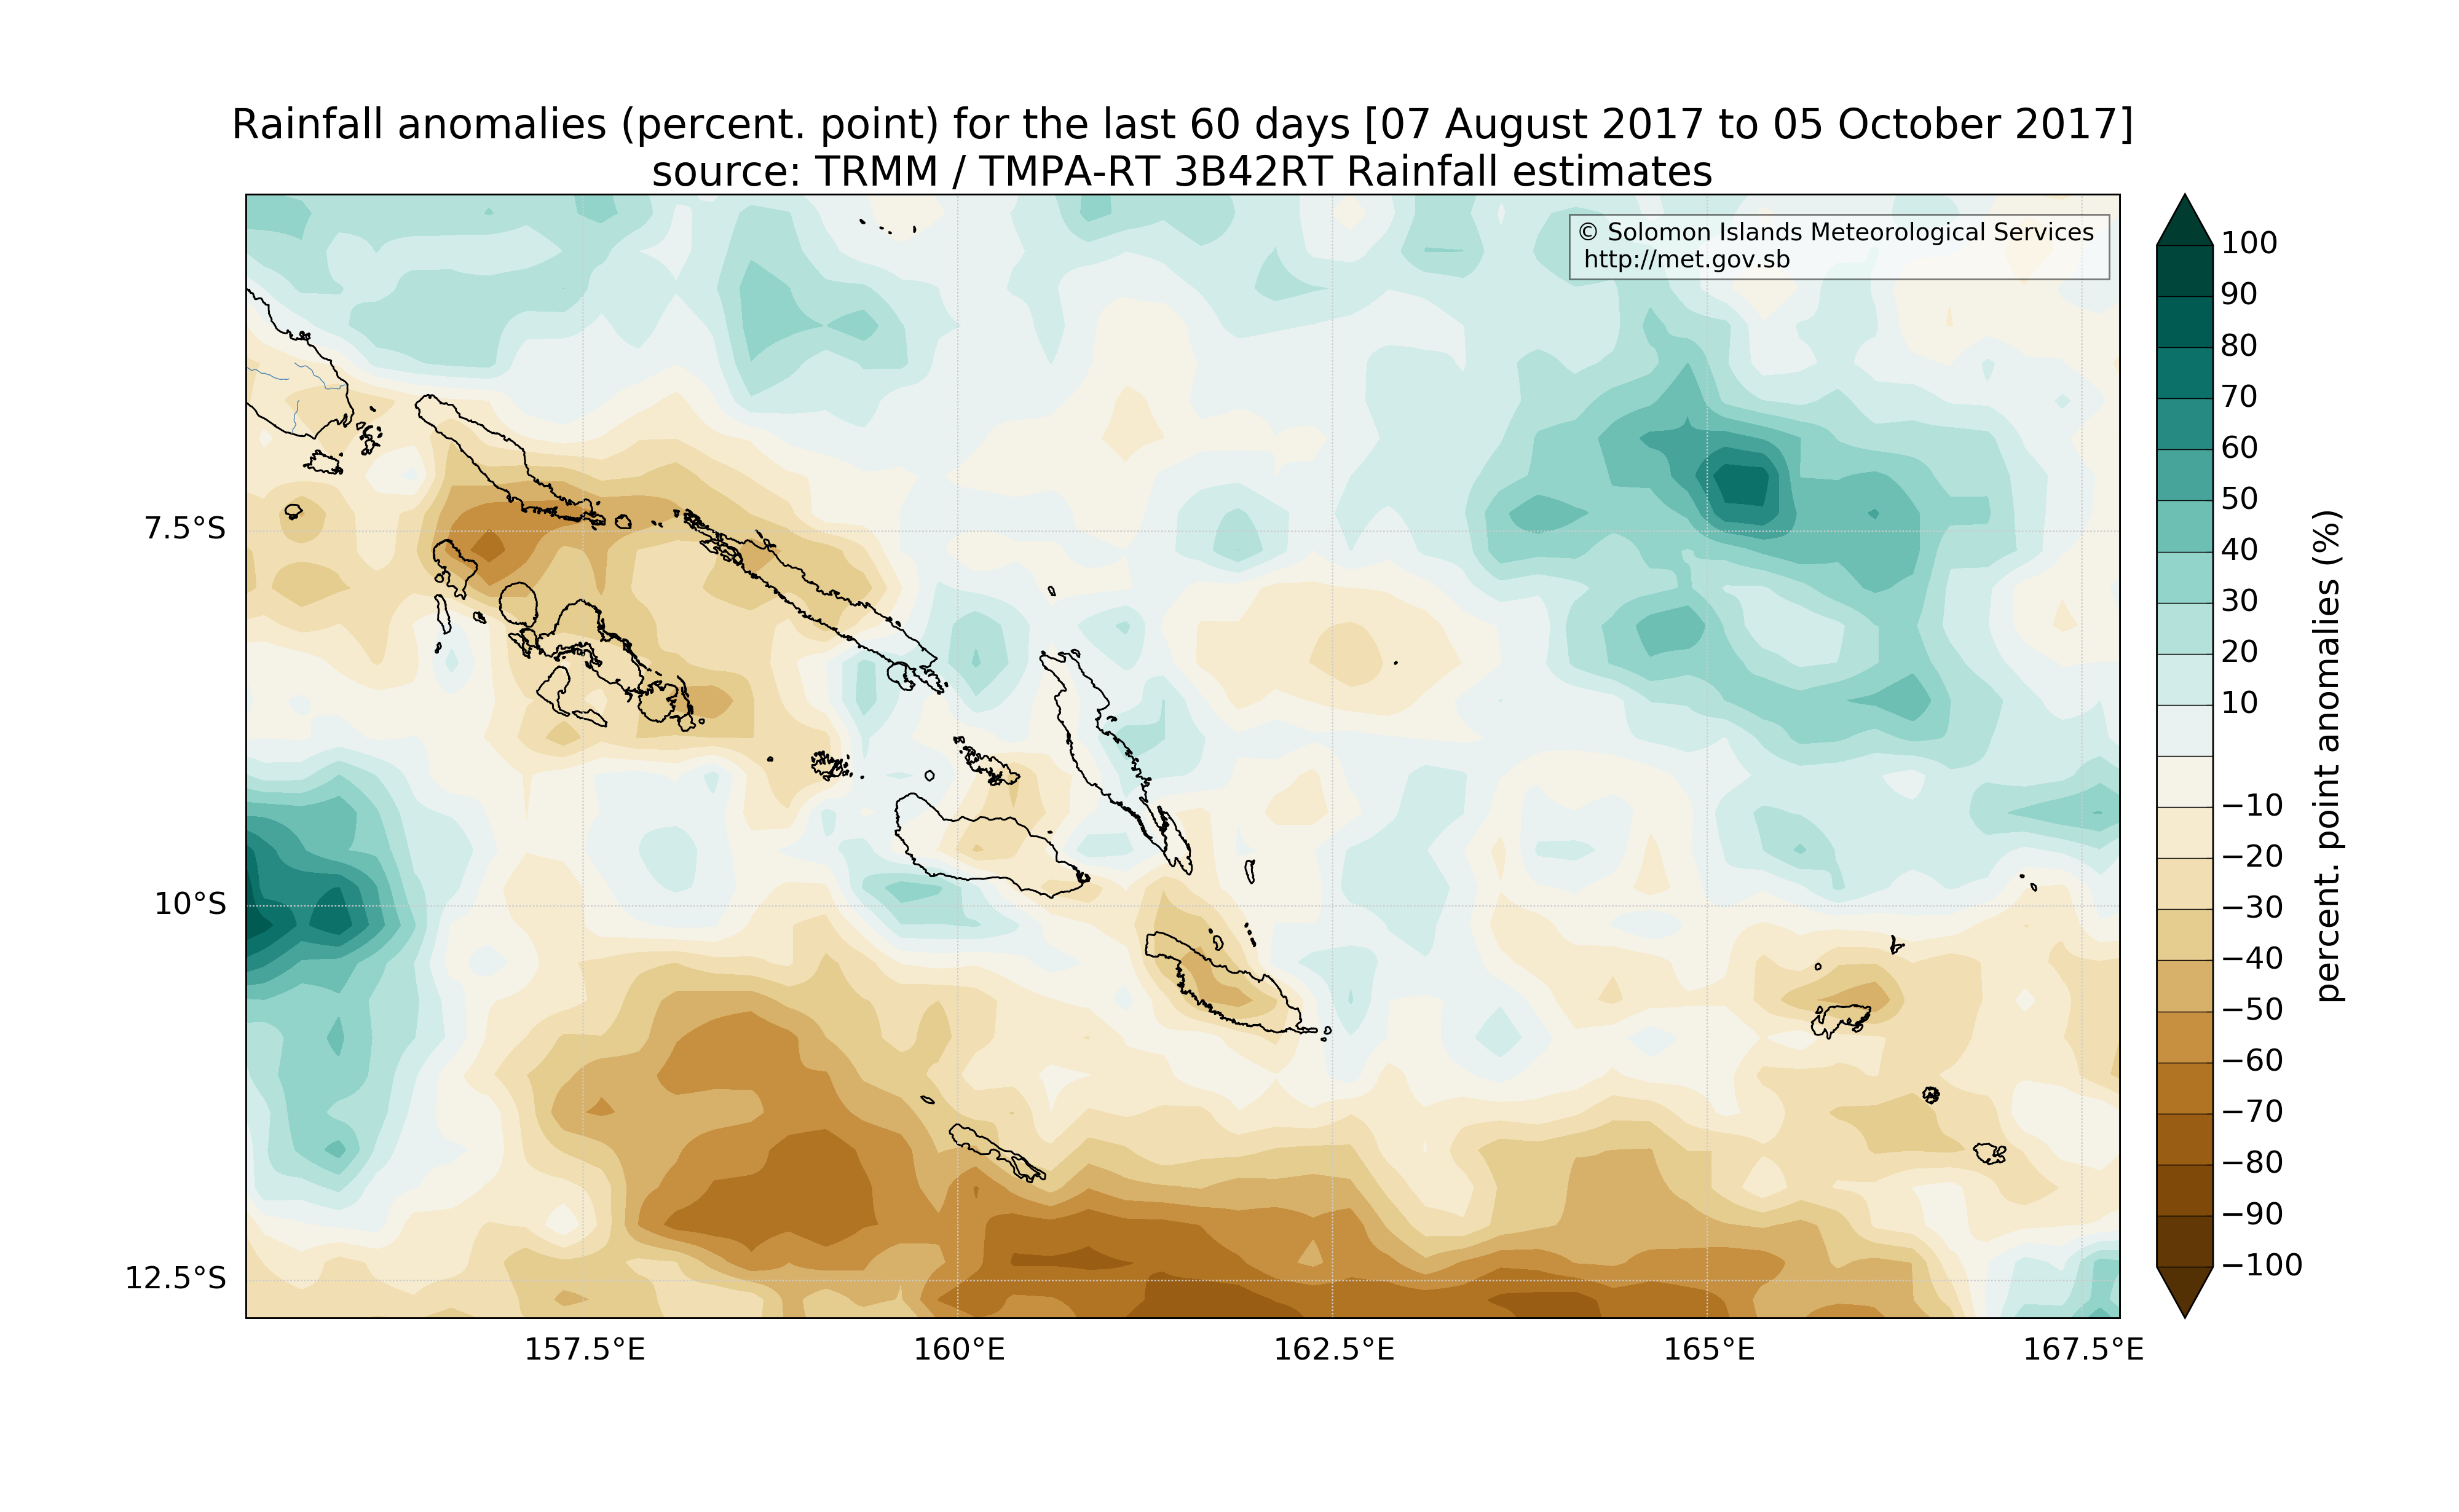 Rainfall anomalies (percent. point) for the last 60 days [07 August 2017 to 05 October 2017]
source: TRMM / TMPA-RT 3B42RT Rainfall estimates
© Solomon Islands Meteorological Services
http://met.gov.sb
7.5°S
10°S
12.5°S
157.5°E
160°E
162.5°E
165°E
167.5°E
100
90
80
70
60
50
40
30
20
10
−10
−20
−30
−40
−50
−60
−70
−80
−90
−100
percent. point anomalies (%)